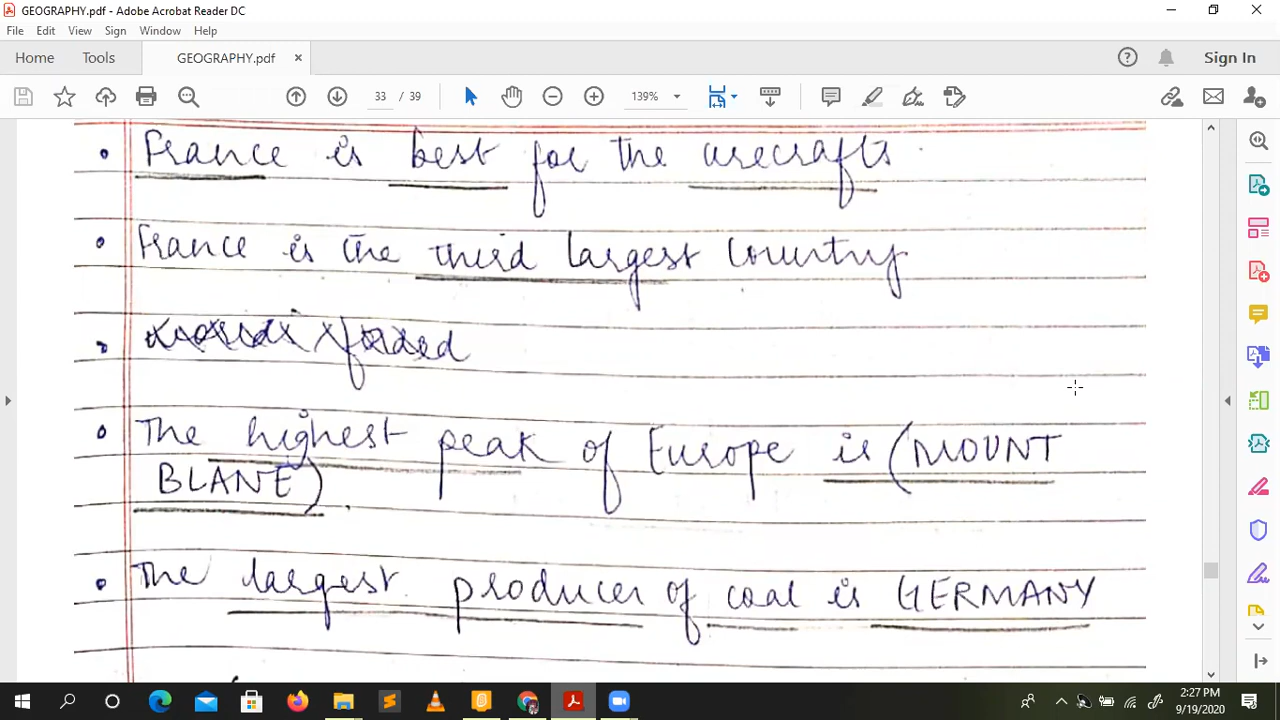 GEOGRAPHY.pdf - Adobe Acrobat Reader DC
File Edit View Sign Window Help
Home Tools GEOGRAPHY.pdf × Sign In
33 / 39 139%
• France is best for the airecrafts.
• France is the third largest Country
•
• The highest peak of Europe is (MOUNT
BLANE).
• The largest producer of coal is GERMANY
2:27 PM
9/19/2020